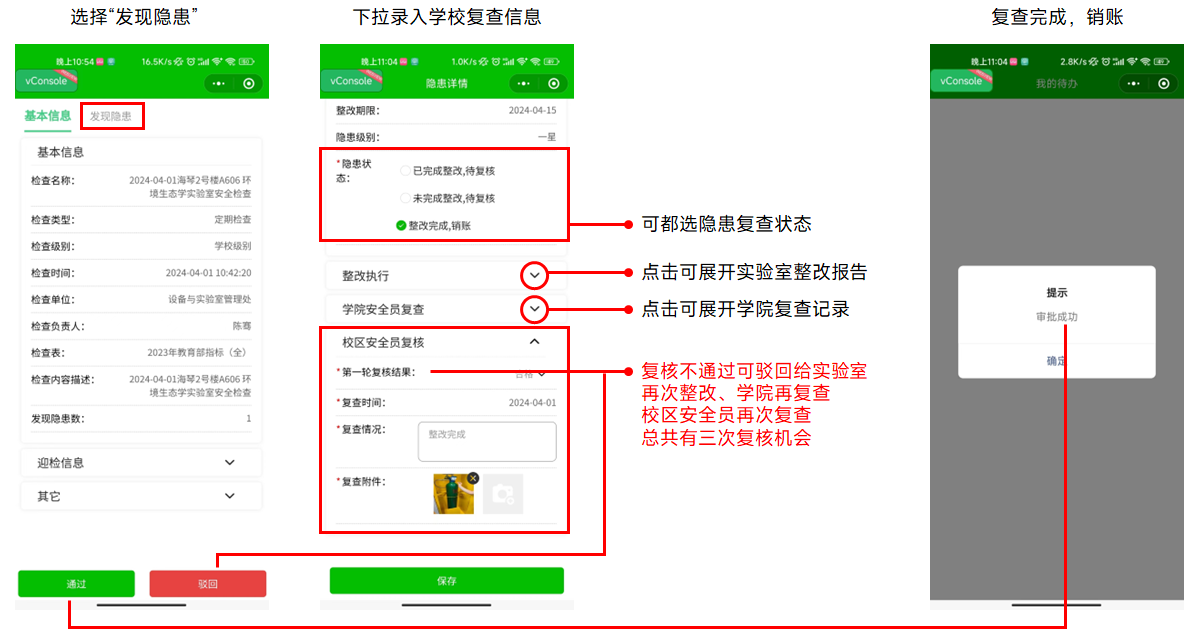 选择“发现隐患”
下拉录入学校复查信息
复查完成，销账
晚上10:54
16.5K/s
vConsole
基本信息
发现隐患
基本信息
检查名称：
2024-04-01海琴2号楼A606 环
境生态学实验室安全检查
检查类型：
定期检查
检查级别：
学校级别
检查时间：
2024-04-01 10:42:20
检查单位：
设备与实验室管理处
检查负责人：
陈骞
检查表：
2023年教育部指标（全）
检查内容描述：
2024-04-01海琴2号楼A606 环
境生态学实验室安全检查
发现隐患数：
1
迎检信息
其它
通过
驳回
晚上11:04
1.0K/s
vConsole
隐患详情
整改期限：
2024-04-15
隐患级别：
一星
*隐患状
态：
已完成整改,待复核
未完成整改,待复核
整改完成,销账
整改执行
学院安全员复查
校区安全员复核
*第一轮复核结果：
合格
*复查时间：
2024-04-01
*复查情况：
整改完成
*复查附件：
保存
可都选隐患复查状态
点击可展开实验室整改报告
点击可展开学院复查记录
复核不通过可驳回给实验室
再次整改、学院再复查
校区安全员再次复查
总共有三次复核机会
晚上11:04
2.8K/s
vConsole
我的待办
提示
审批成功
确定